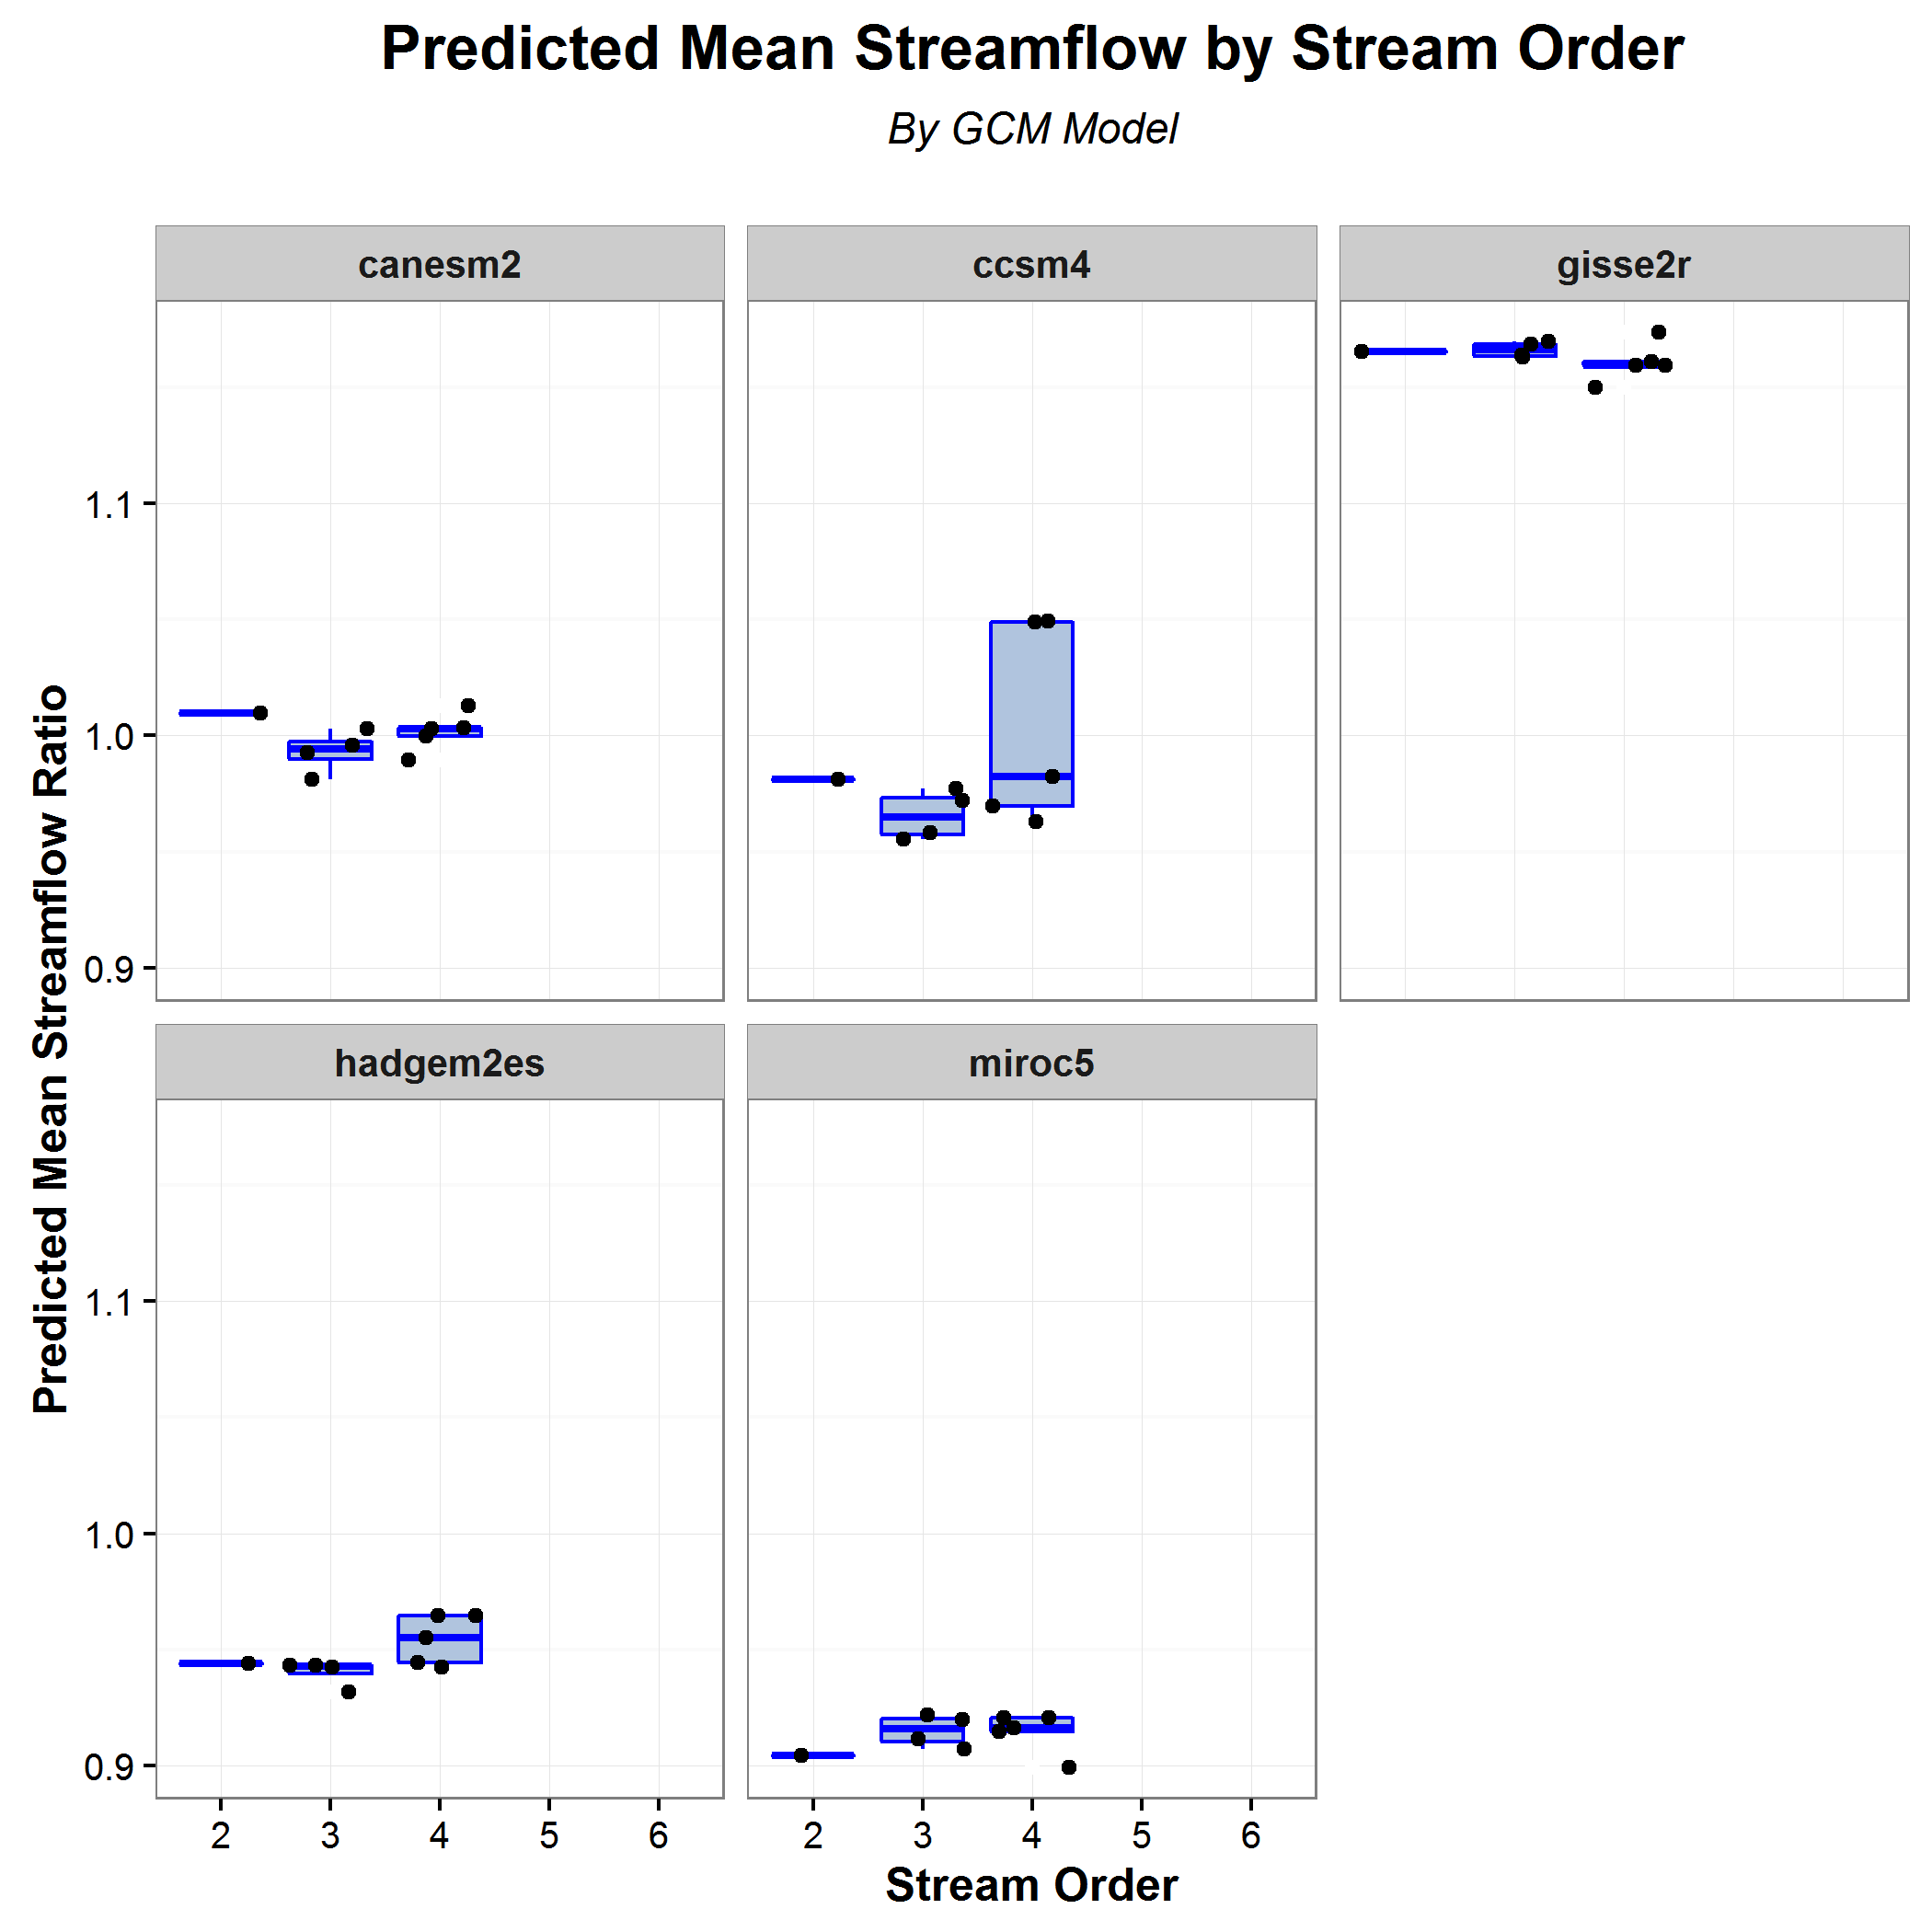 Predicted Mean Streamflow by Stream Order
By GCM Model
canesm2
ccsm4
gisse2r
1.1
1.0
0.9
Predicted Mean Streamflow Ratio
hadgem2es
miroc5
1.1
1.0
0.9
2 3 4 5 6
2 3 4 5 6
Stream Order